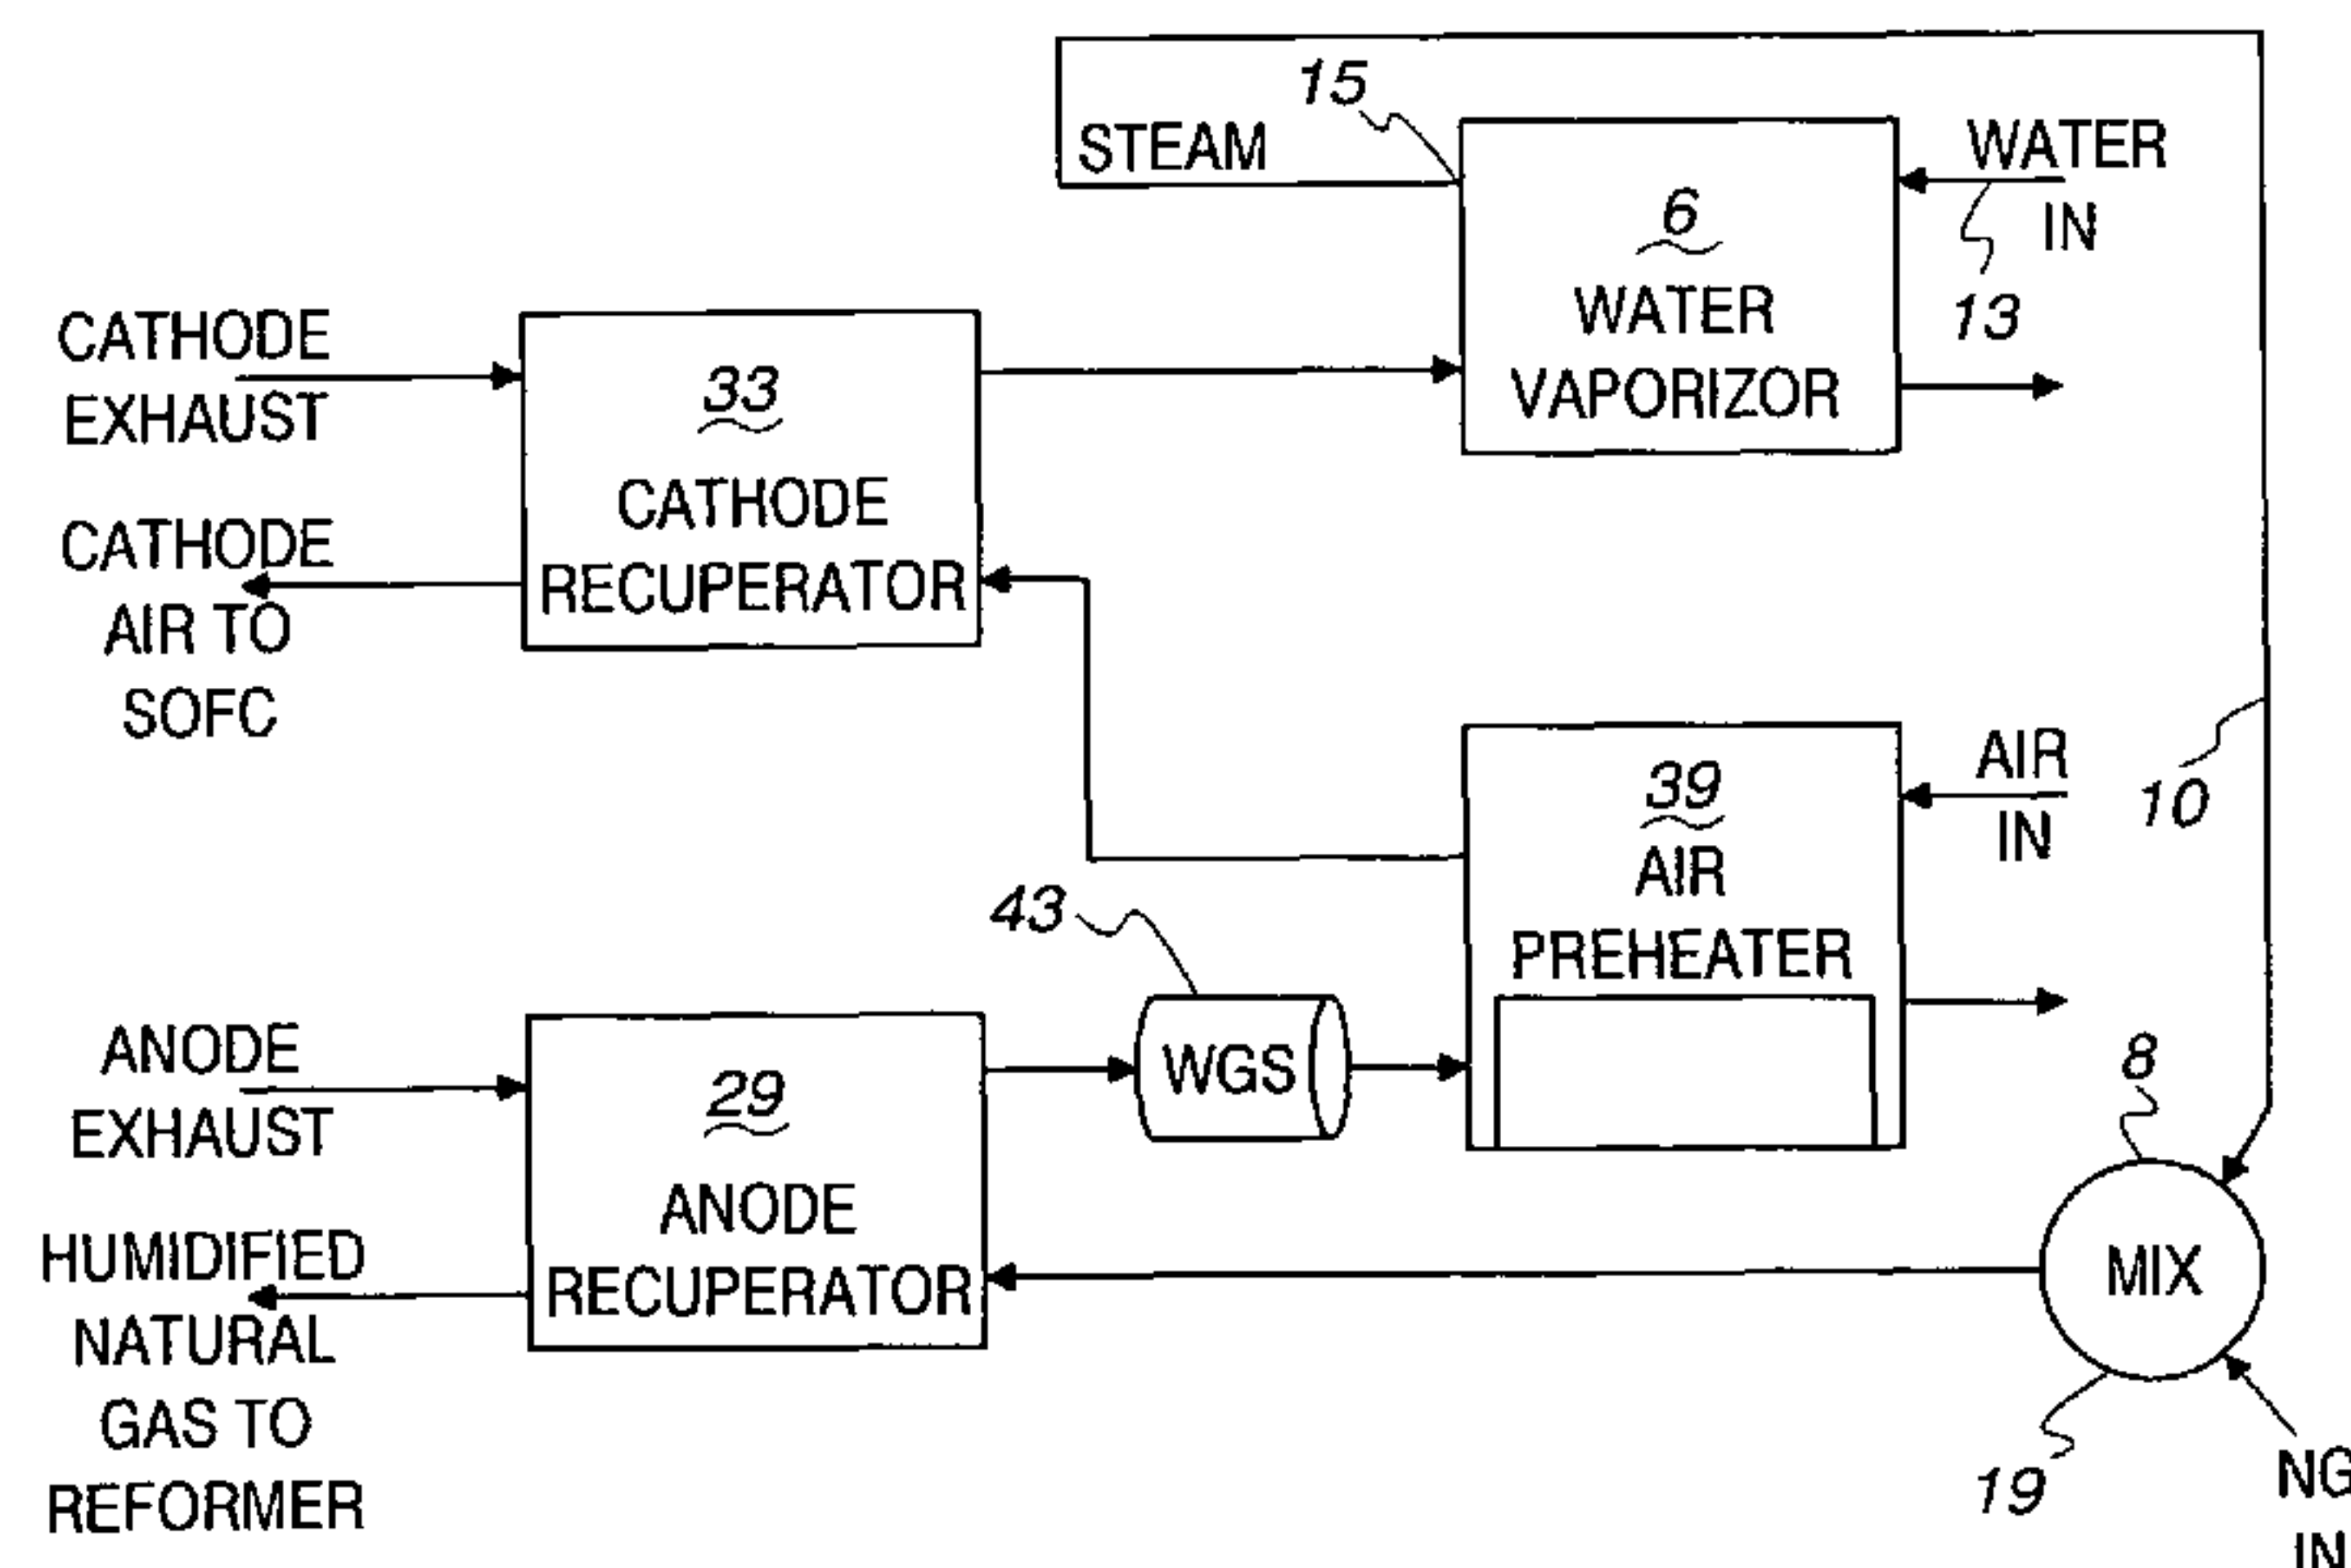 15
STEAM
WATER
IN
13
6
WATER
VAPORIZOR
CATHODE
EXHAUST
33
CATHODE
RECUPERATOR
CATHODE
AIR TO
SOFC
39
AIR
PREHEATER
AIR
IN
10
43
WGS
ANODE
EXHAUST
29
ANODE
RECUPERATOR
8
MIX
HUMIDIFIED
NATURAL
GAS TO
REFORMER
19
NG
IN